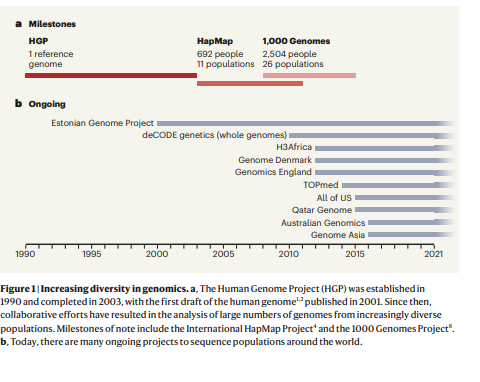 a Milestones
HGP HapMap 1,000 Genomes
1 reference 692 people 2,504 people
genome 11 populations 26 populations
b Ongoing
Estonian Genome Project
deCODE genetics (whole genomes)
H3Africa
Genome Denmark
Genomics England
TOPmed
All of US
Qatar Genome
Australian Genomics
Genome Asia
1990 1995 2000 2005 2010 2015 2021
Figure 1 | Increasing diversity in genomics. a, The Human Genome Project (HGP) was established in
1990 and completed in 2003, with the first draft of the human genome¹,² published in 2001. Since then,
collaborative efforts have resulted in the analysis of large numbers of genomes from increasingly diverse
populations. Milestones of note include the International HapMap Project⁴ and the 1000 Genomes Project⁸.
b, Today, there are many ongoing projects to sequence populations around the world.